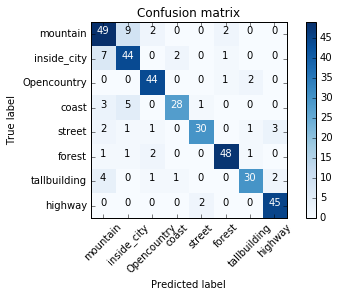 Confusion matrix
True label
mountain 49 9 2 0 0 2 0 0
inside_city 7 44 0 2 0 1 0 0
Opencountry 0 0 44 0 0 1 2 0
coast 3 5 0 28 1 0 0 0
street 2 1 1 0 30 0 1 3
forest 1 1 2 0 0 48 1 0
tallbuilding 4 0 1 1 0 0 30 2
highway 0 0 0 0 2 0 0 45
mountain inside_city Opencountry coast street forest tallbuilding highway
Predicted label
45
40
35
30
25
20
15
10
5
0